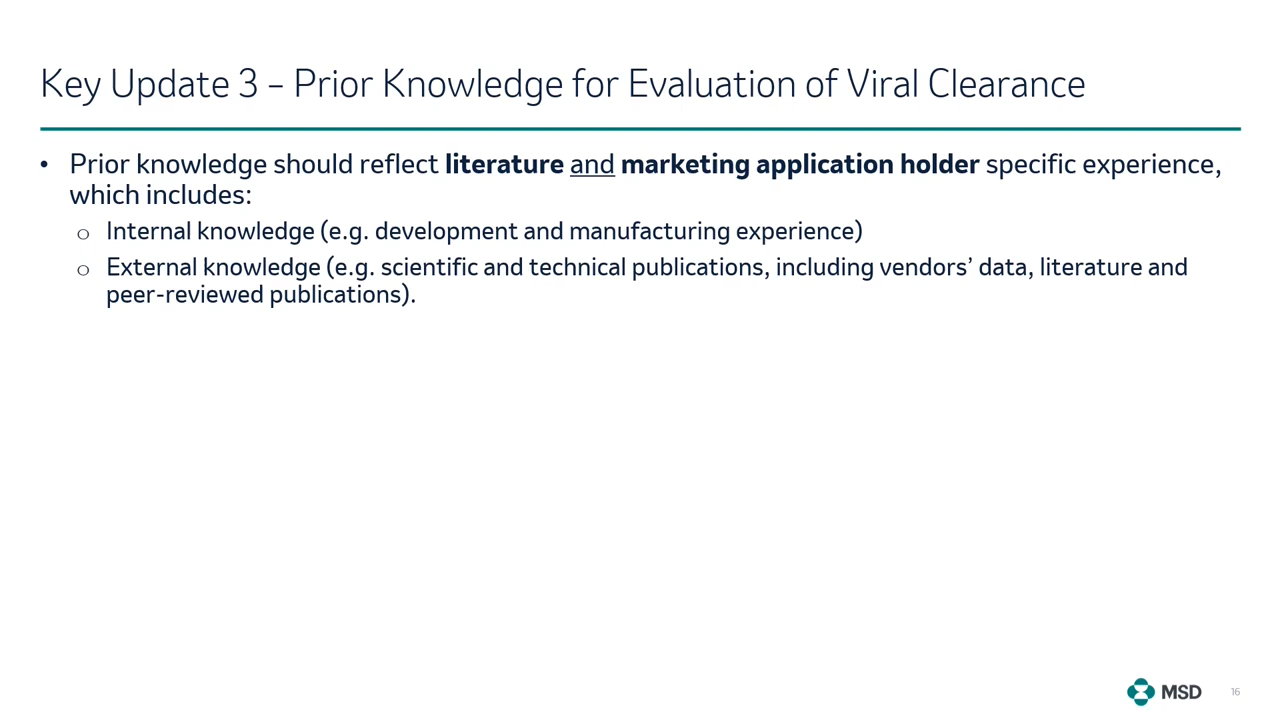 Key Update 3 – Prior Knowledge for Evaluation of Viral Clearance
• Prior knowledge should reflect literature and marketing application holder specific experience,
which includes:
o Internal knowledge (e.g. development and manufacturing experience)
o External knowledge (e.g. scientific and technical publications, including vendors’ data, literature and
peer-reviewed publications).
MSD
16